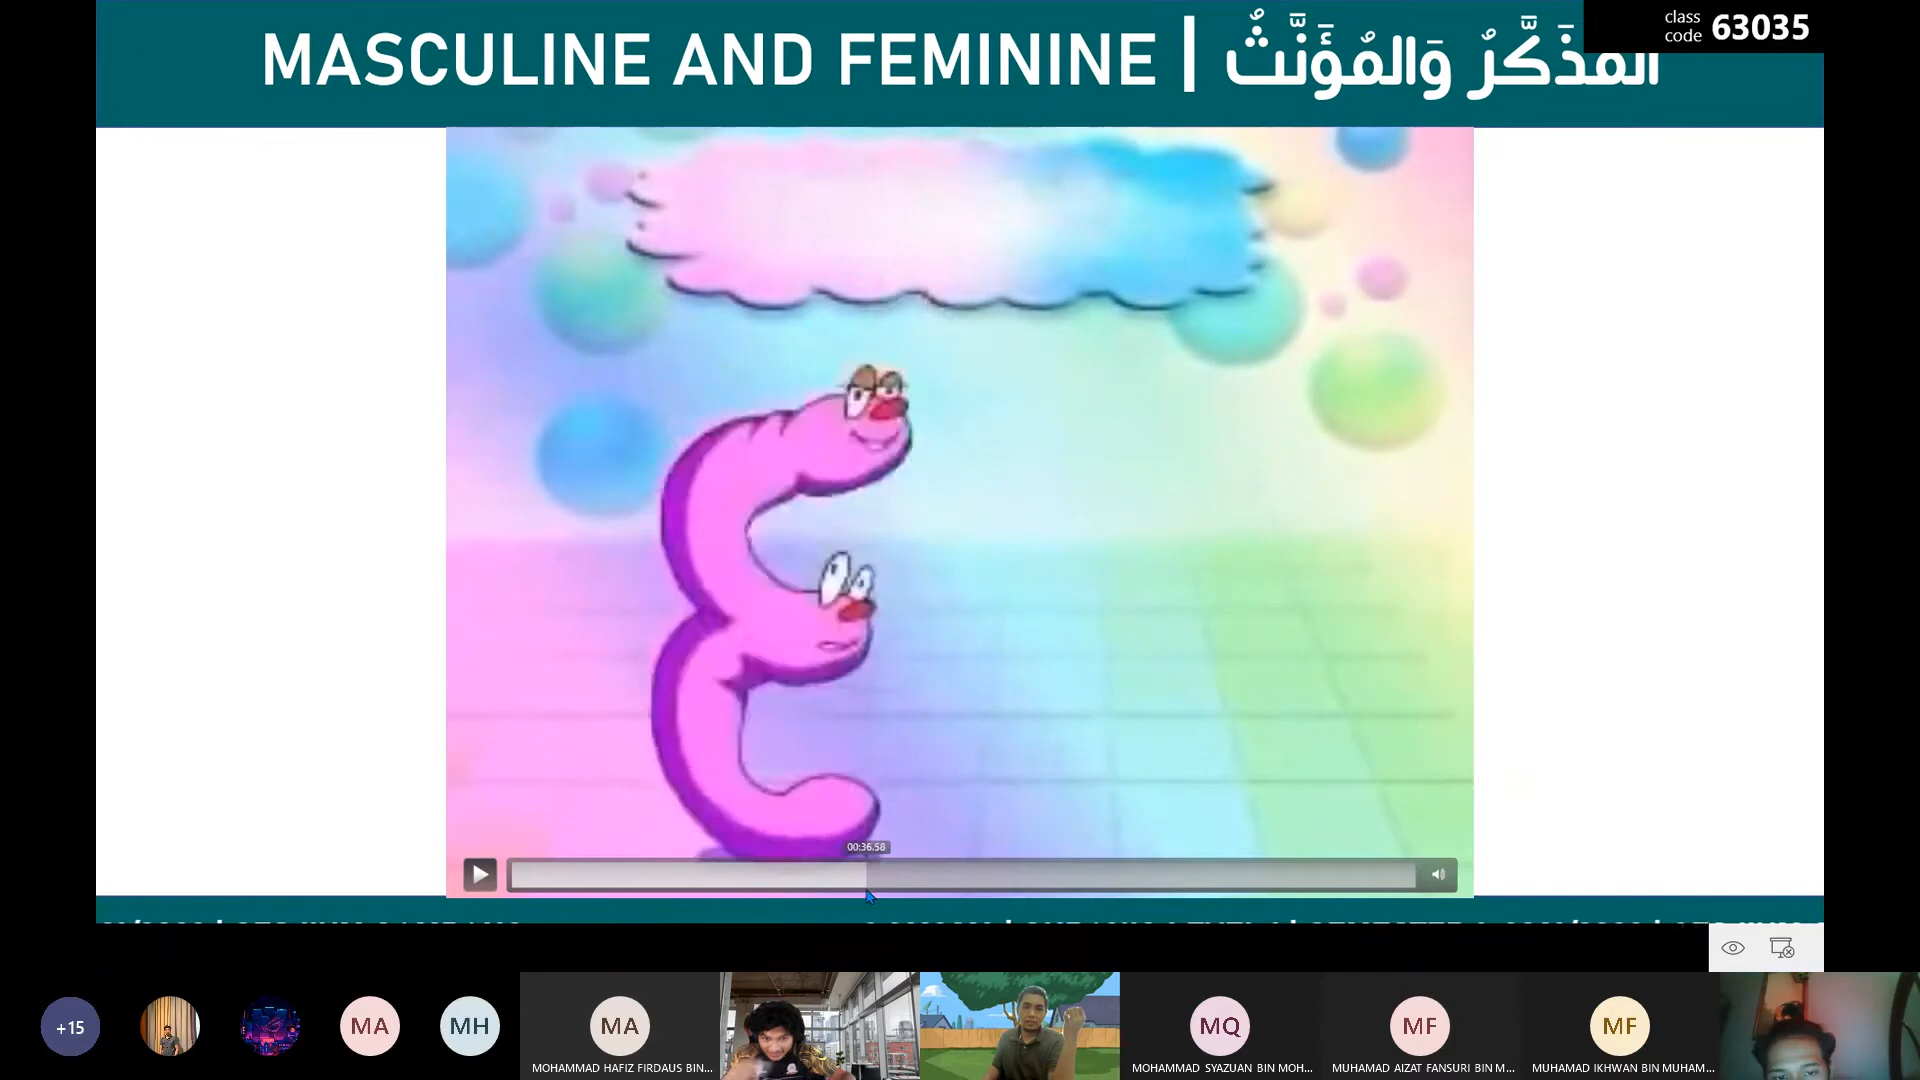 class
code 63035
MASCULINE AND FEMININE | المُذَكَّرُ وَالمُؤَنَّثُ
00:36.58
+15
MA
MH
MA
MQ
MF
MF
MOHAMMAD HAFIZ FIRDAUS BIN...
MOHAMMAD SYAZUAN BIN MOH...
MUHAMAD AIZAT FANSURI BIN M...
MUHAMAD IKHWAN BIN MUHAM...